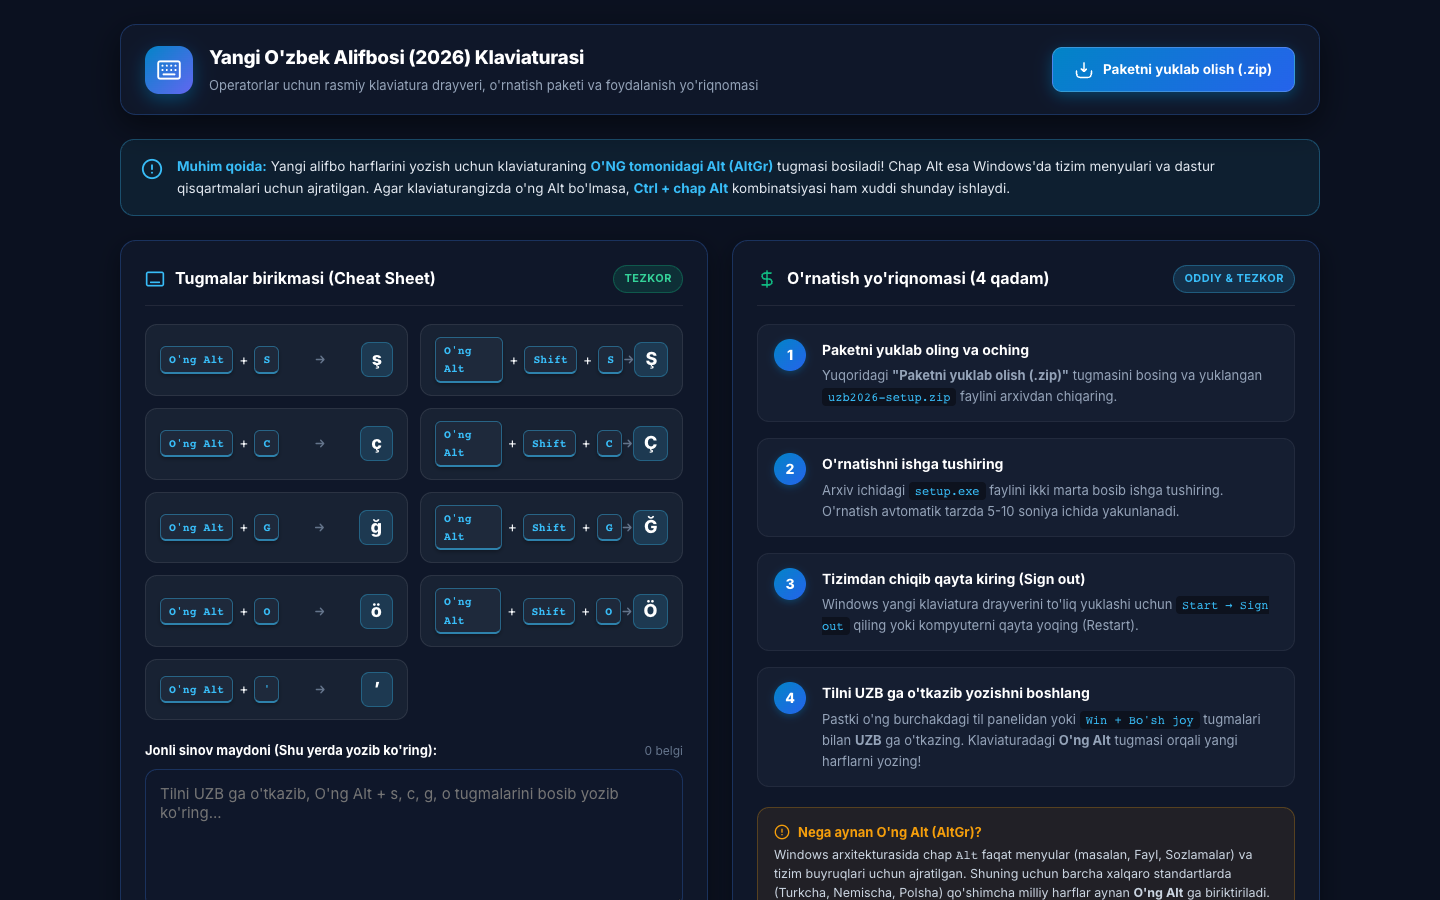 Yangi O'zbek Alifbosi (2026) Klaviaturasi
Operatorlar uchun rasmiy klaviatura drayveri, o'rnatish paketi va foydalanish yo'riqnomasi
Paketni yuklab olish (.zip)
Muhim qoida: Yangi alifbo harflarini yozish uchun klaviaturaning O'NG tomonidagi Alt (AltGr) tugmasi bosiladi! Chap Alt esa Windows'da tizim menyulari va dastur
qisqartmalari uchun ajratilgan. Agar klaviaturangizda o'ng Alt bo'lmasa, Ctrl + chap Alt kombinatsiyasi ham xuddi shunday ishlaydi.
Tugmalar birikmasi (Cheat Sheet)
TEZKOR
O'ng Alt + S → ş
O'ng Alt + Shift + S → Ş
O'ng Alt + C → ç
O'ng Alt + Shift + C → Ç
O'ng Alt + G → ğ
O'ng Alt + Shift + G → Ğ
O'ng Alt + O → ö
O'ng Alt + Shift + O → Ö
O'ng Alt + ' → ʼ
Jonli sinov maydoni (Shu yerda yozib ko'ring):
0 belgi
Tilni UZB ga o'tkazib, O'ng Alt + s, c, g, o tugmalarini bosib yozib
ko'ring...
O'rnatish yo'riqnomasi (4 qadam)
ODDIY & TEZKOR
1
Paketni yuklab oling va oching
Yuqoridagi "Paketni yuklab olish (.zip)" tugmasini bosing va yuklangan
uzb2026-setup.zip faylini arxivdan chiqaring.
2
O'rnatishni ishga tushiring
Arxiv ichidagi setup.exe faylini ikki marta bosib ishga tushiring.
O'rnatish avtomatik tarzda 5-10 soniya ichida yakunlanadi.
3
Tizimdan chiqib qayta kiring (Sign out)
Windows yangi klaviatura drayverini to'liq yuklashi uchun Start → Sign
out qiling yoki kompyuterni qayta yoqing (Restart).
4
Tilni UZB ga o'tkazib yozishni boshlang
Pastki o'ng burchakdagi til panelidan yoki Win + Bo'sh joy tugmalari
bilan UZB ga o'tkazing. Klaviaturadagi O'ng Alt tugmasi orqali yangi
harflarni yozing!
Nega aynan O'ng Alt (AltGr)?
Windows arxitekturasida chap Alt faqat menyular (masalan, Fayl, Sozlamalar) va
tizim buyruqlari uchun ajratilgan. Shuning uchun barcha xalqaro standartlarda
(Turkcha, Nemischa, Polsha) qo'shimcha milliy harflar aynan O'ng Alt ga biriktiriladi.